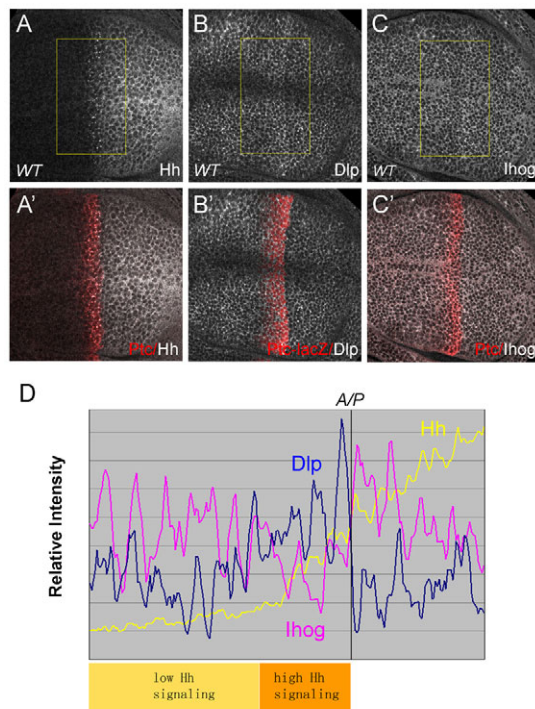 A
B
C
WT
Hh
WT
Dlp
WT
Ihog
A'
B'
C'
Ptc/Hh
Ptc-lacZ/Dlp
Ptc/Ihog
D
A/P
Hh
Dlp
Ihog
Relative Intensity
low Hh
signaling
high Hh
signaling